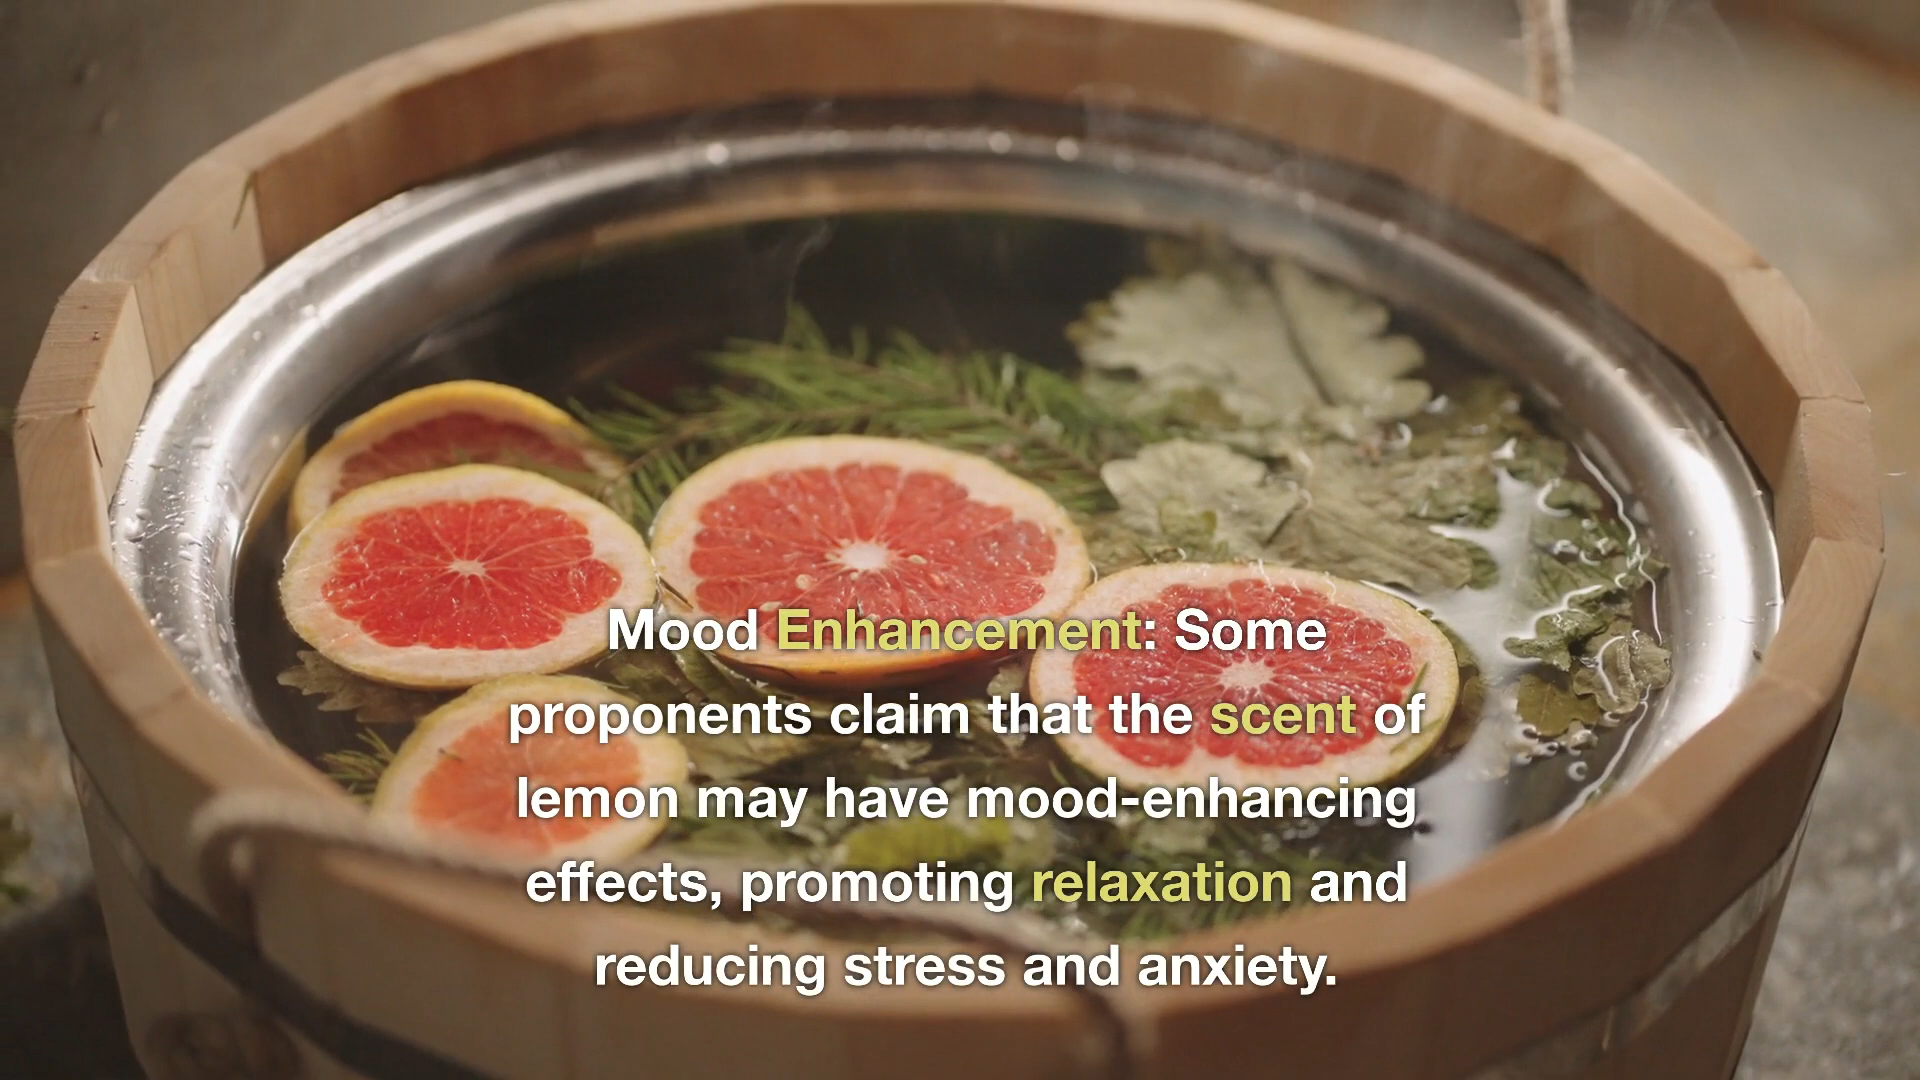 Mood Enhancement: Some
proponents claim that the scent of
lemon may have mood-enhancing
effects, promoting relaxation and
reducing stress and anxiety.